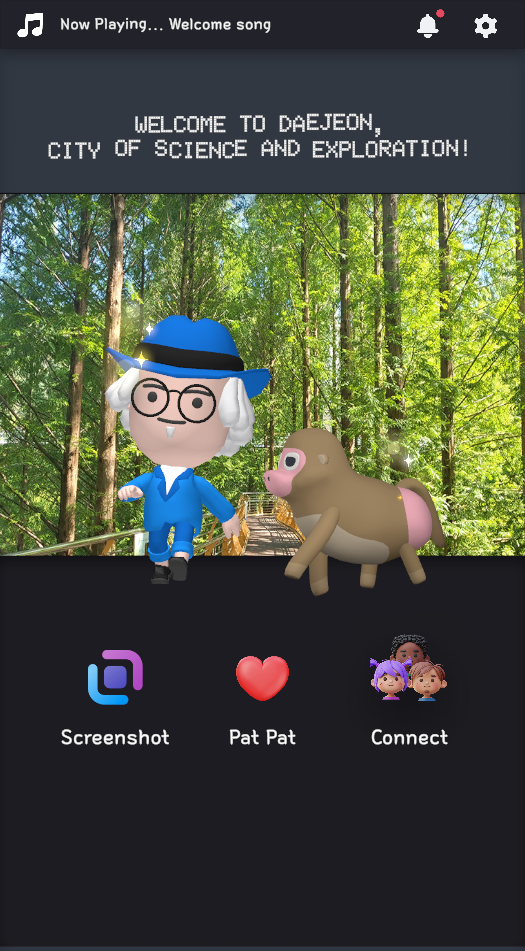 Now Playing... Welcome song
WELCOME TO DAEJEON,
CITY OF SCIENCE AND EXPLORATION!
Screenshot
Pat Pat
Connect